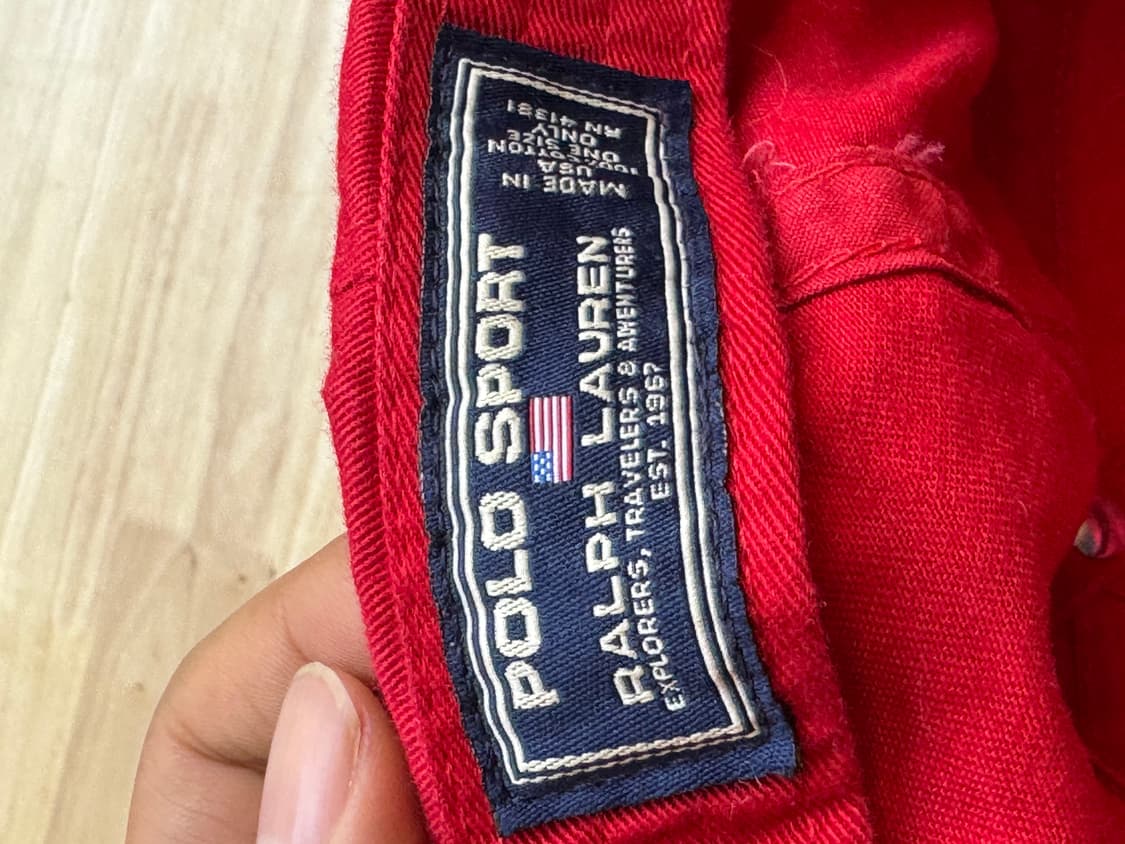 POLO SPORT
RALPH LAUREN
EXPLORERS, TRAVELERS & ADVENTURERS
EST. 1967
MADE IN
USA
100% COTTON
ONE SIZE
ONLY
RN 41381